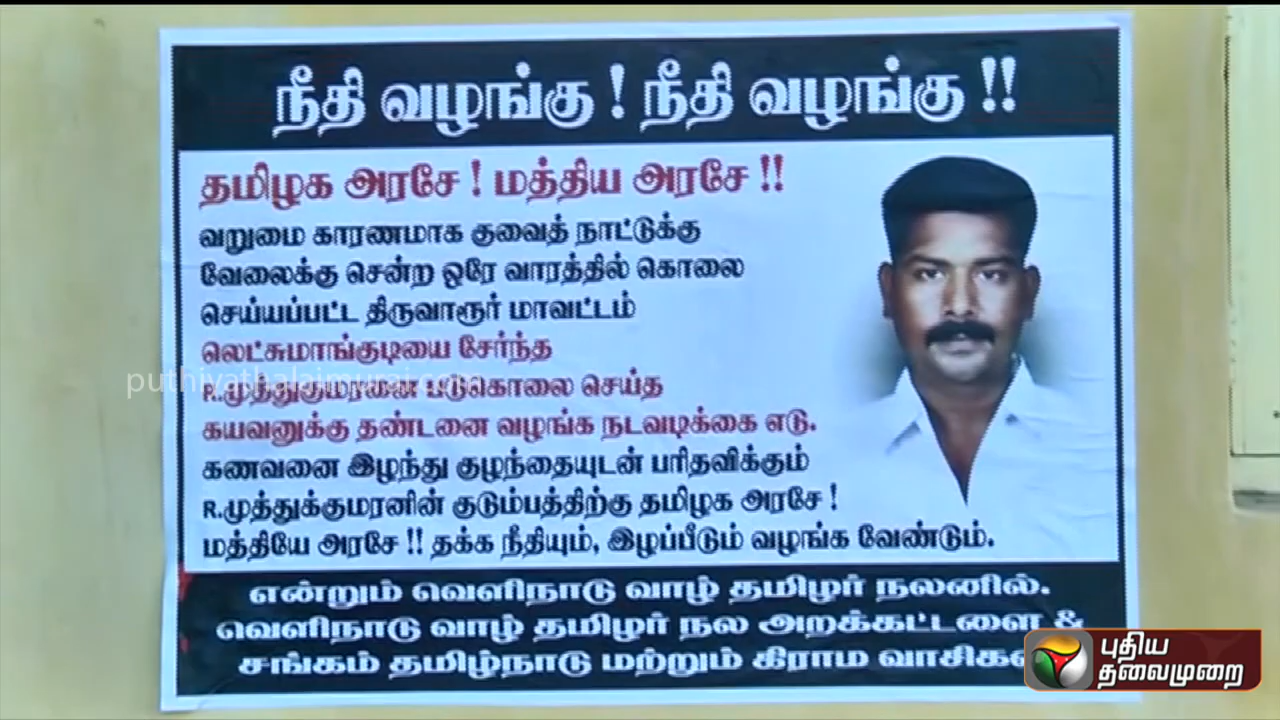 நீதி வழங்கு ! நீதி வழங்கு !!
தமிழக அரசே ! மத்திய அரசே !!
வறுமை காரணமாக குவைத் நாட்டுக்கு
வேலைக்கு சென்ற ஒரே வாரத்தில் கொலை
செய்யப்பட்ட திருவாரூர் மாவட்டம்
லெட்சுமாங்குடியை சேர்ந்த
R.முத்துகுமரனை படுகொலை செய்த
puthiyathalaimurai.com
கயவனுக்கு தண்டனை வழங்க நடவடிக்கை எடு.
கணவனை இழந்து குழந்தையுடன் பரிதவிக்கும்
R.முத்துக்குமரனின் குடும்பத்திற்கு தமிழக அரசே !
மத்தியே அரசே !! தக்க நீதியும், இழப்பீடும் வழங்க வேண்டும்.
என்றும் வெளிநாடு வாழ் தமிழர் நலனில்.
வெளிநாடு வாழ் தமிழர் நல அறக்கட்டளை &
சங்கம் தமிழ்நாடு மற்றும் கிராம
புதிய
தலைமுறை